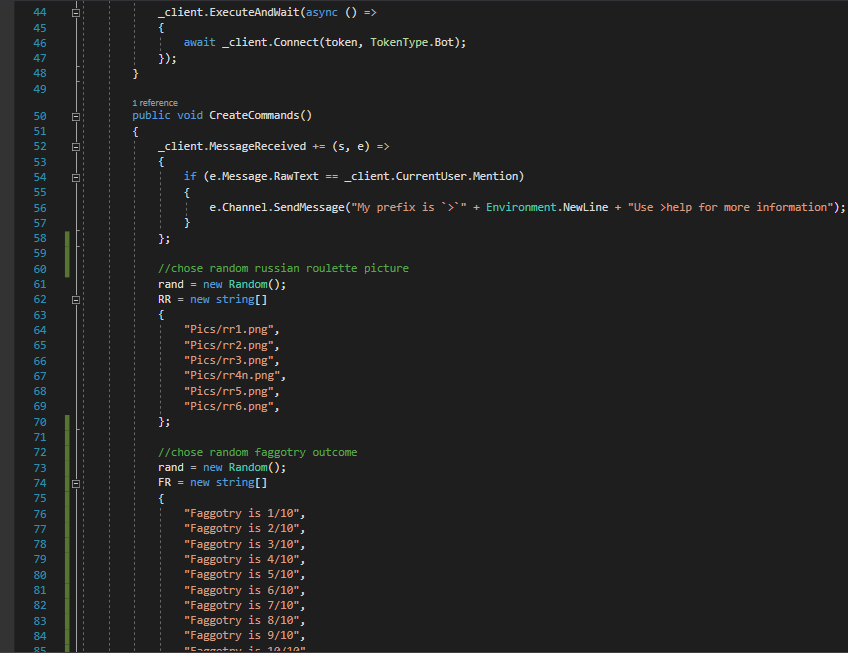 44 _client.ExecuteAndWait(async () =>
45 {
46 await _client.Connect(token, TokenType.Bot);
47 });
48 }
49
1 reference
50 public void CreateCommands()
51 {
52 _client.MessageReceived += (s, e) =>
53 {
54 if (e.Message.RawText == _client.CurrentUser.Mention)
55 {
56 e.Channel.SendMessage("My prefix is `>`" + Environment.NewLine + "Use >help for more information");
57 }
58 };
59
60 //chose random russian roulette picture
61 rand = new Random();
62 RR = new string[]
63 {
64 "Pics/rr1.png",
65 "Pics/rr2.png",
66 "Pics/rr3.png",
67 "Pics/rr4n.png",
68 "Pics/rr5.png",
69 "Pics/rr6.png",
70 };
71
72 //chose random faggotry outcome
73 rand = new Random();
74 FR = new string[]
75 {
76 "Faggotry is 1/10",
77 "Faggotry is 2/10",
78 "Faggotry is 3/10",
79 "Faggotry is 4/10",
80 "Faggotry is 5/10",
81 "Faggotry is 6/10",
82 "Faggotry is 7/10",
83 "Faggotry is 8/10",
84 "Faggotry is 9/10",
85 "Faggotry is 10/10"